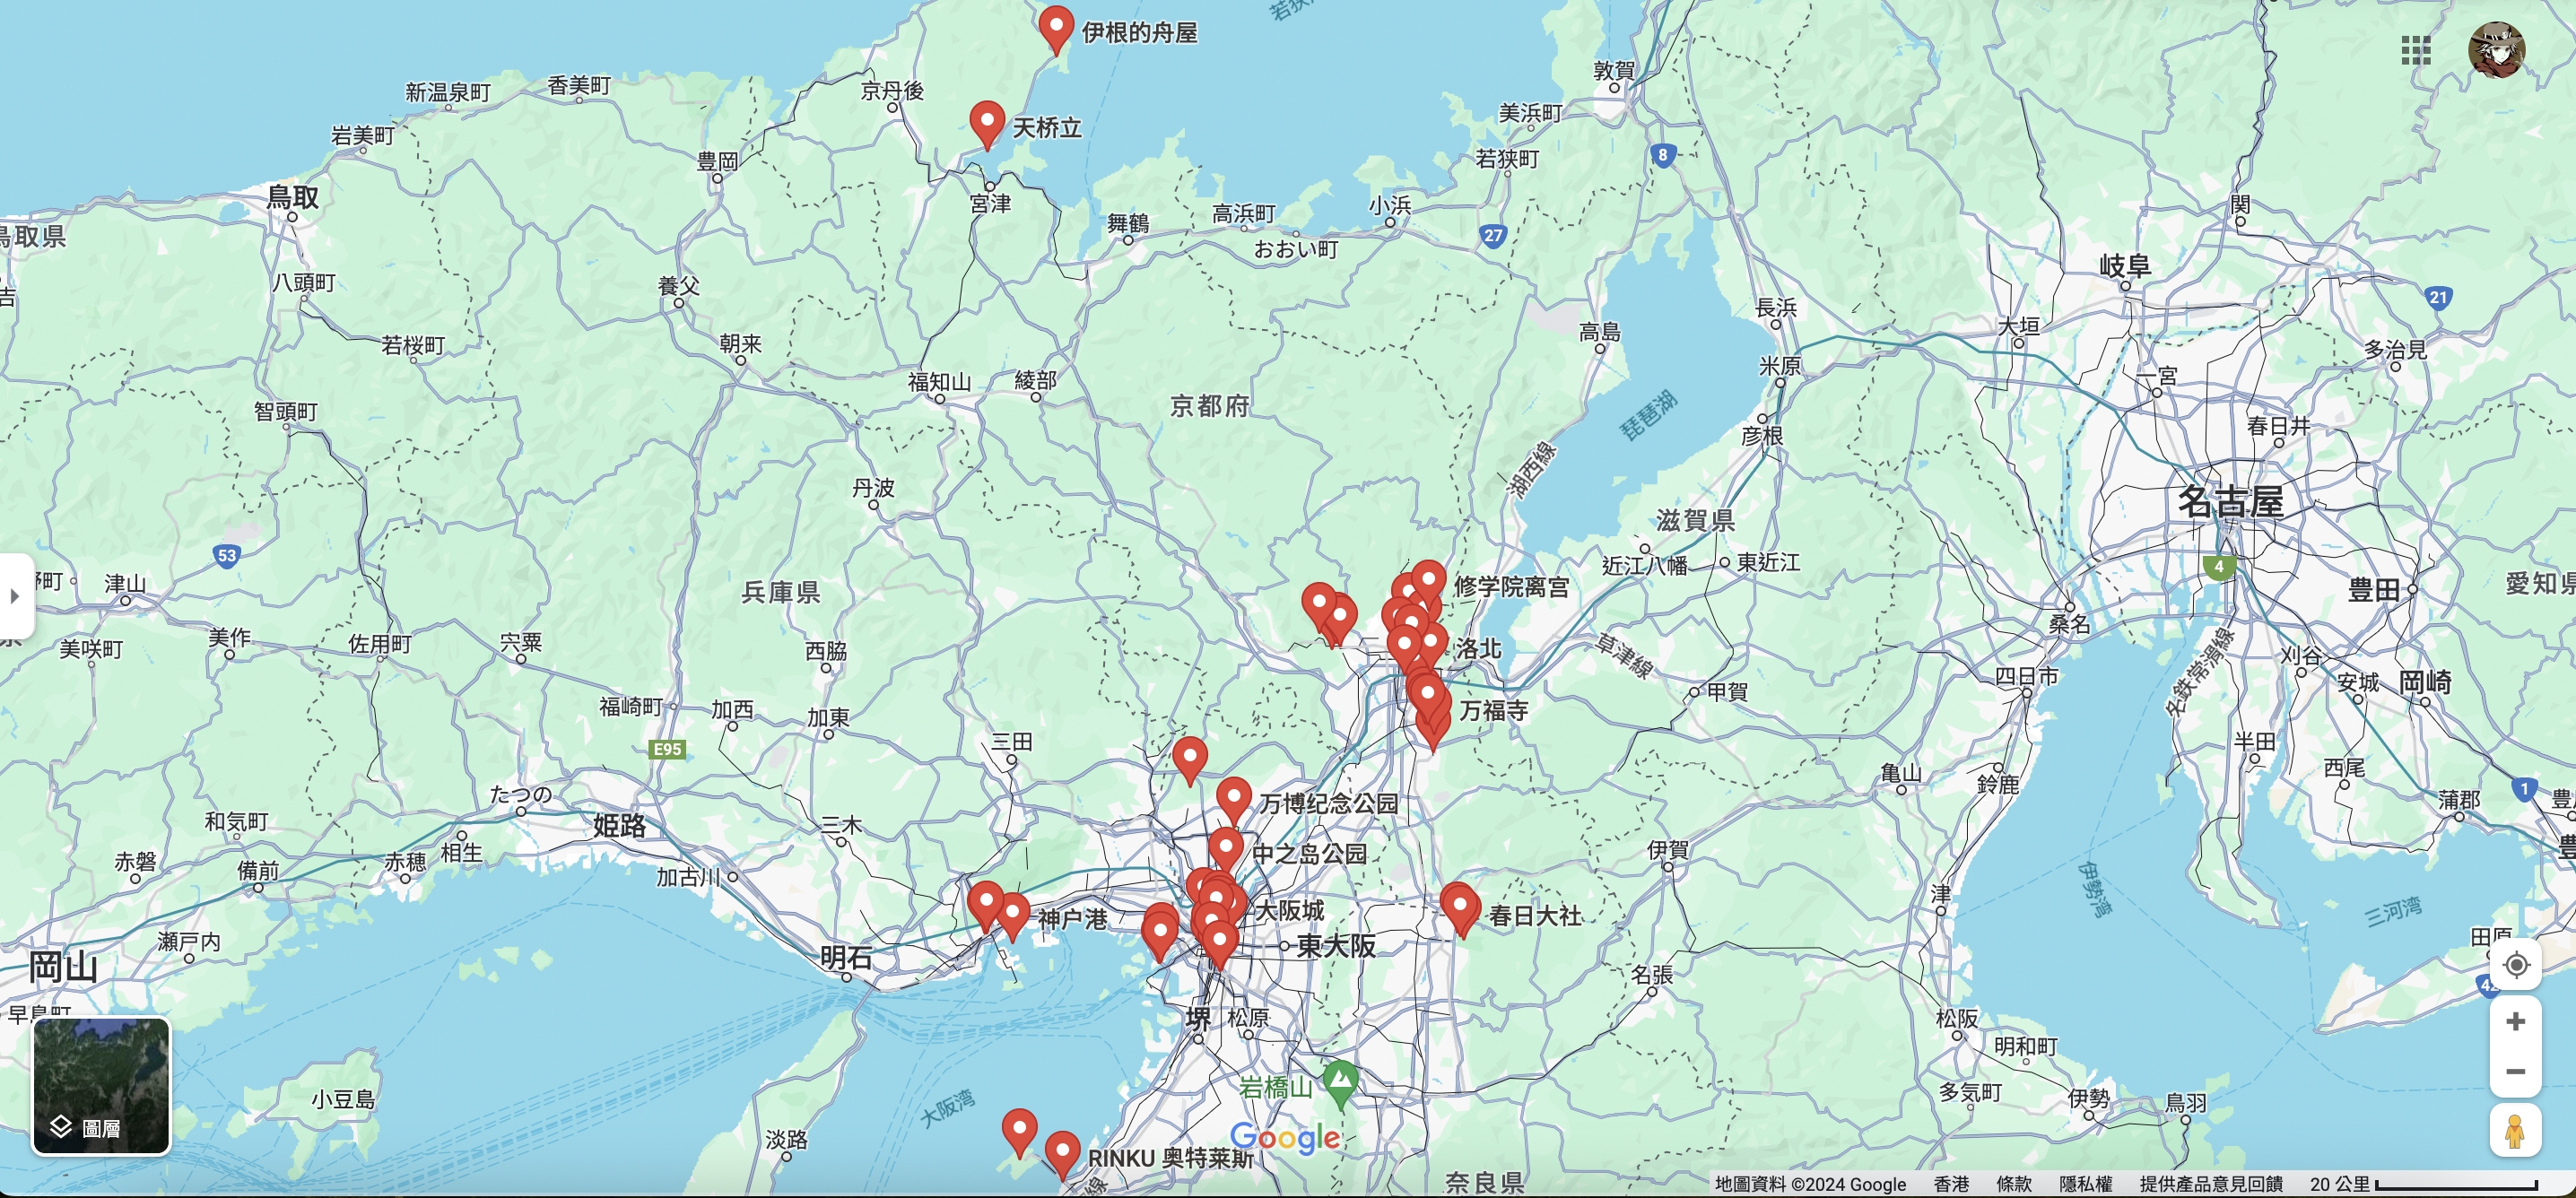 若狭
伊根的舟屋
敦賀
香美町
新温泉町
京丹後
美浜町
天桥立
岩美町
8
豊岡
若狭町
鳥取
宮津
小浜
関
高浜町
舞鶴
鳥取県
27
おおい町
岐阜
八頭町
養父
21
吉
長浜
大垣
高島
朝来
若桜町
多治見
米原
一宮
福知山
綾部
京都府
智頭町
琵琶湖
春日井
彦根
湖西線
丹波
名古屋
滋賀県
53
近江八幡
東近江
4
津山
野町
修学院离宫
豊田
愛知県
兵庫県
桑名
美作
佐用町
宍粟
美咲町
西脇
洛北
草津線
刈谷
名鉄常滑線
四日市
安城
岡崎
甲賀
福崎町
加西
加東
万福寺
三田
半田
E95
西尾
亀山
鈴鹿
1
たつの
万博纪念公园
蒲郡
豊
和気町
姫路
三木
豊
相生
赤磐
備前
赤穂
中之岛公园
伊賀
加古川
伊勢湾
津
大阪城
三河湾
神户港
春日大社
瀬戸内
東大阪
田原
明石
岡山
名張
42
早島町
堺
松原
松阪
明和町
岩橋山
多気町
小豆島
大阪湾
伊勢
鳥羽
圖層
淡路
Google
RINKU 奥特莱斯
線
奈良県
地圖資料 ©2024 Google 香港 條款 隱私權 提供產品意見回饋 20 公里